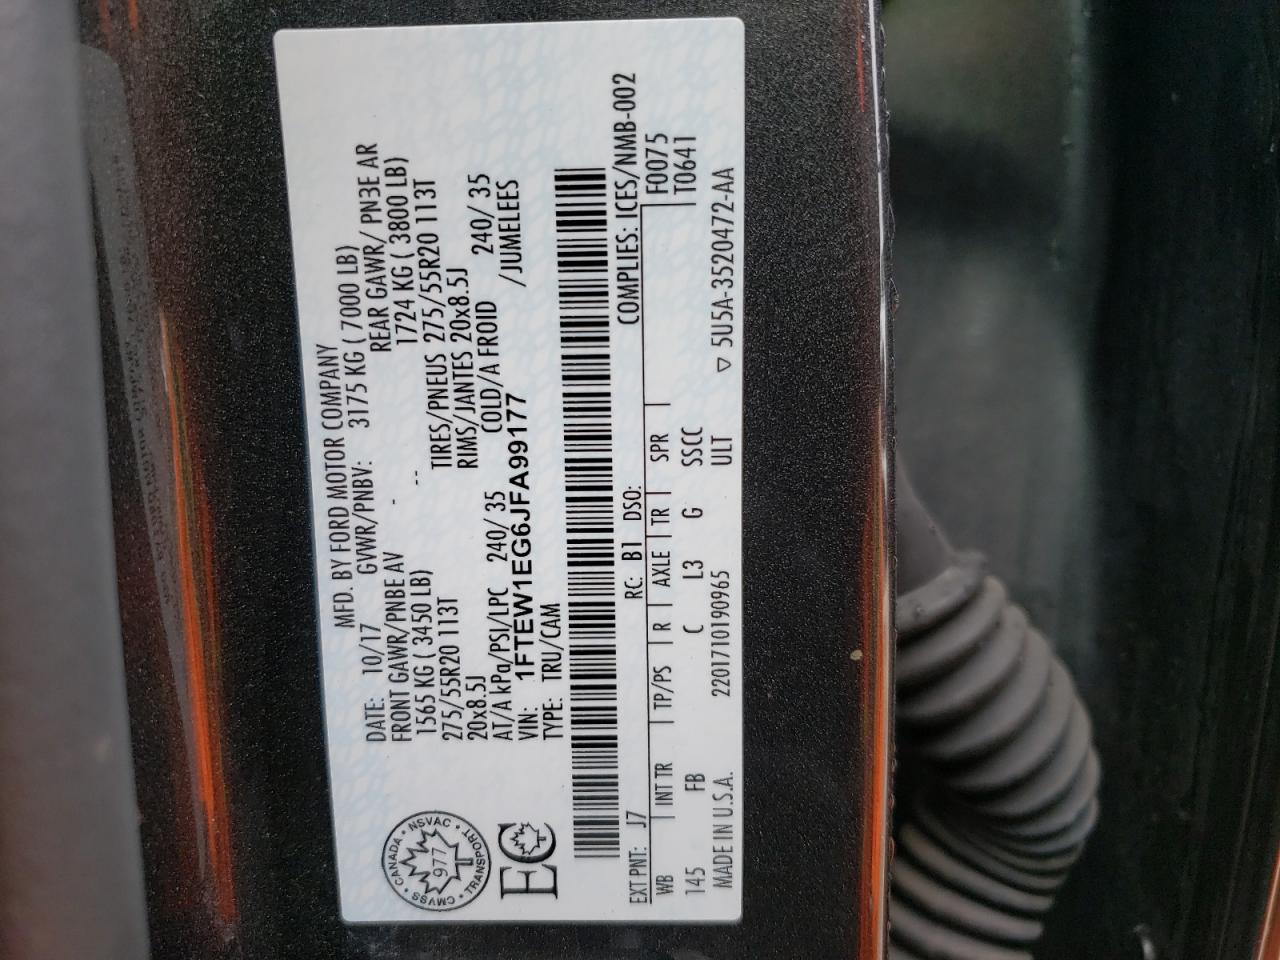 MFD. BY FORD MOTOR COMPANY
DATE: 10/17 GVWR/PNBV: 3175 KG ( 7000 LB)
FRONT GAWR/PNBE AV - REAR GAWR/ PN3E AR
1565 KG ( 3450 LB) -- 1724 KG ( 3800 LB)
275/55R20 113T TIRES/PNEUS 275/55R20 113T
20x8.5J RIMS/JANTES 20x8.5J
AT/A kPa/PSI/LPC 240/ 35 COLD/A FROID 240/ 35
VIN: 1FTEW1EG6JFA99177 /JUMELEES
TYPE: TRU/CAM
CANADA • NSVAC • TRANSPORT • CMVSS •
977
EC
COMPLIES: ICES/NMB-002
EXT PNT: J7 RC: B1 DSO: F0075
WB INT TR TP/PS R AXLE TR SPR T0641
145 FB C L3 G SSCC
MADE IN U.S.A. 2201710190965 ULT ▽ 5U5A-3520472-AA